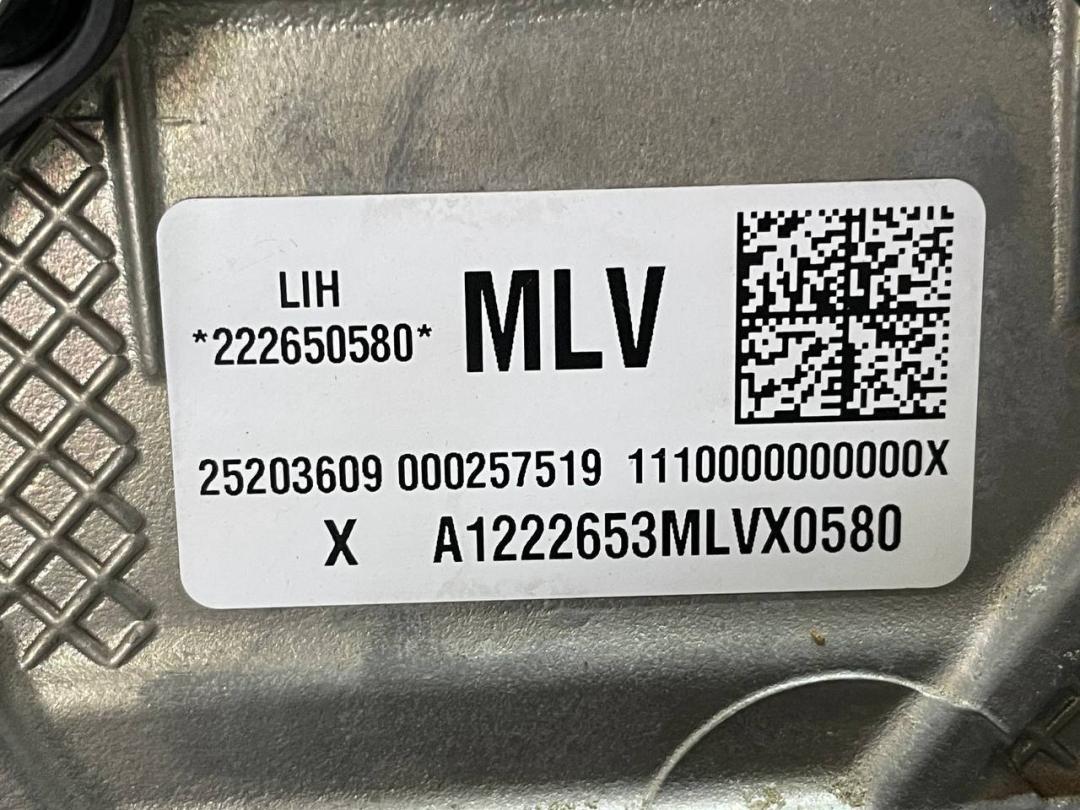 LIH
*222650580* MLV
25203609 000257519 1110000000000X
X A1222653MLVX0580